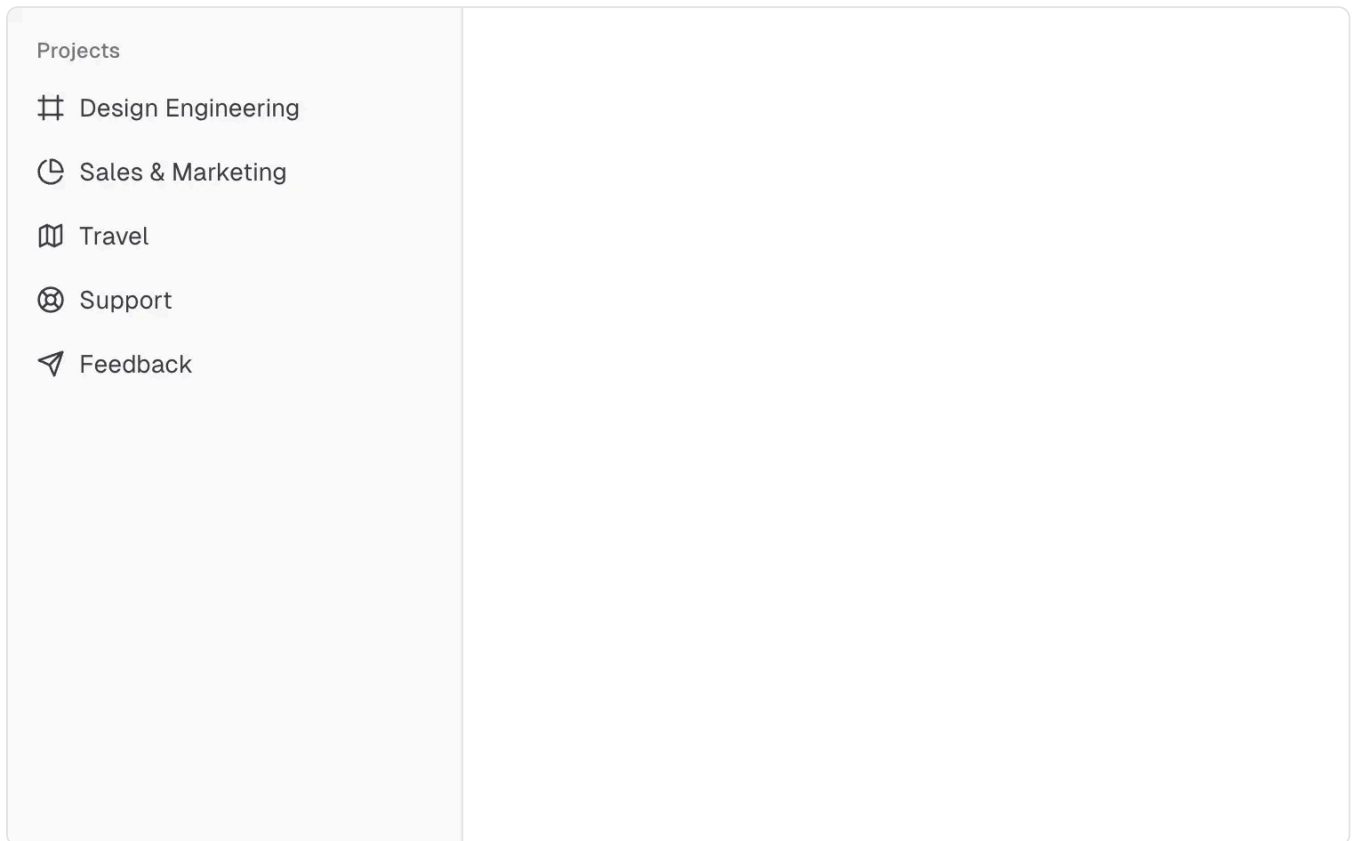 Projects
Design Engineering
Sales & Marketing
Travel
Support
Feedback